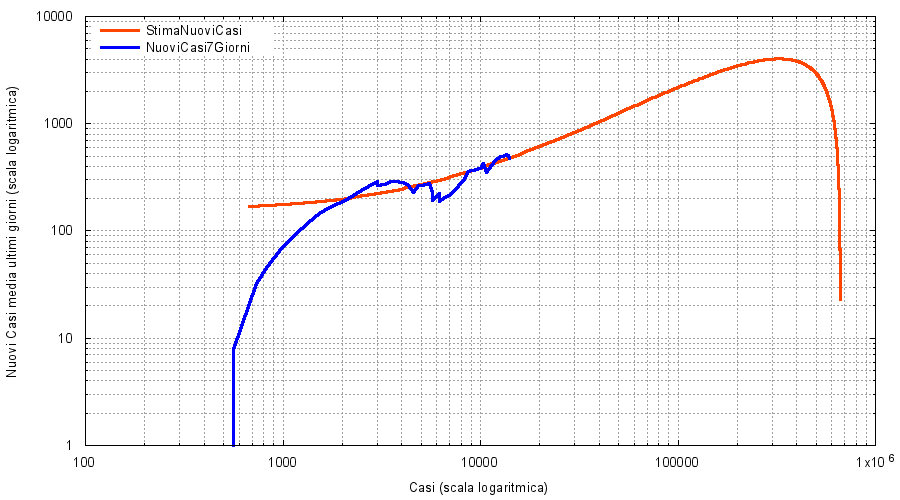 10000
1000
100
10
1
StimaNuoviCasi
NuoviCasi7Giorni
Nuovi Casi media ultimi giorni (scala logaritmica)
100
1000
10000
100000
1x10 6
Casi (scala logaritmica)